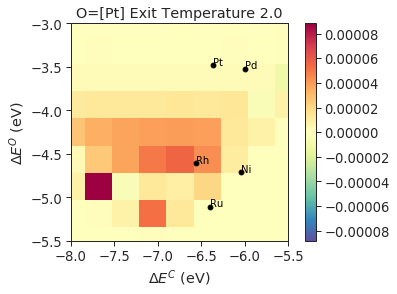 O=[Pt] Exit Temperature 2.0
−3.0
−3.5
−4.0
−4.5
−5.0
−5.5
ΔE^O (eV)
Pt
Pd
Rh
Ni
Ru
−8.0 −7.5 −7.0 −6.5 −6.0 −5.5
ΔE^C (eV)
0.00008
0.00006
0.00004
0.00002
0.00000
−0.00002
−0.00004
−0.00006
−0.00008